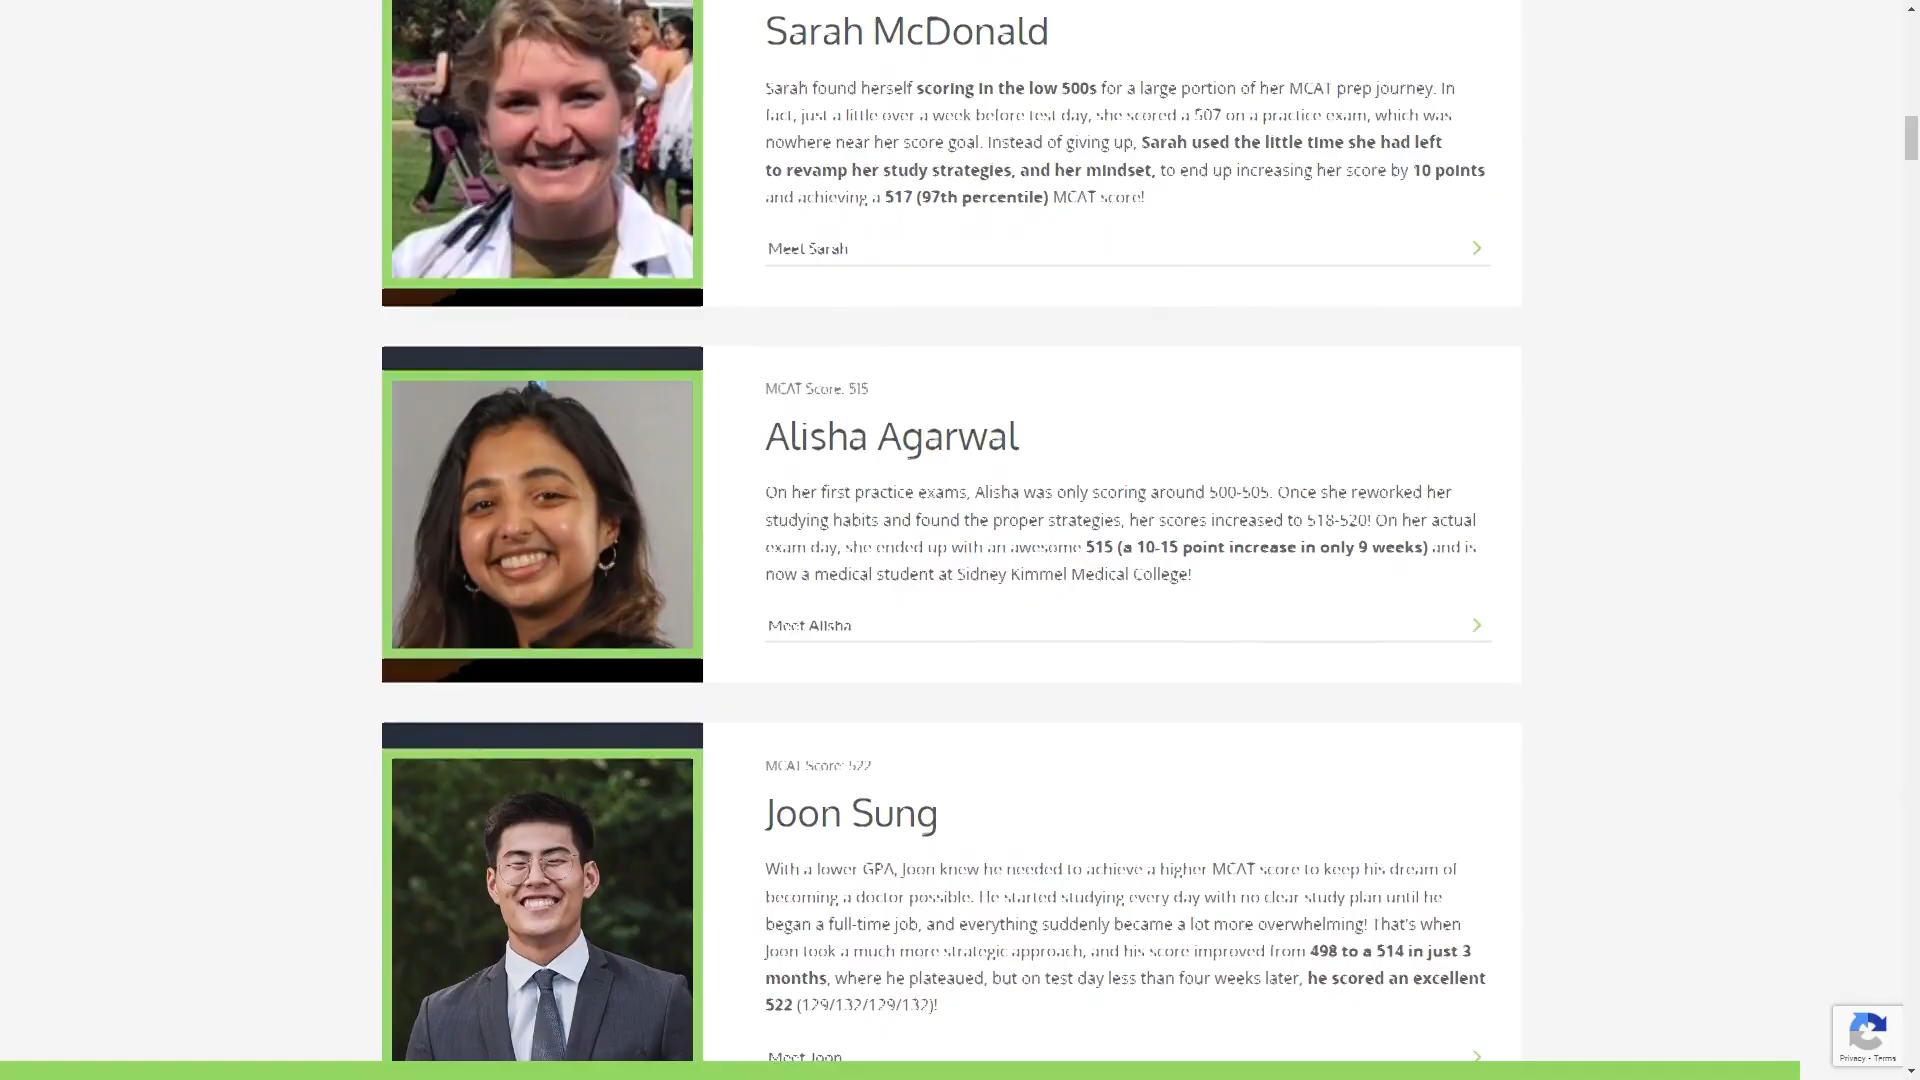 Sarah McDonald
Sarah found herself scoring in the low 500s for a large portion of her MCAT prep journey. In
fact, just a little over a week before test day, she scored a 507 on a practice exam, which was
nowhere near her score goal. Instead of giving up, Sarah used the little time she had left
to revamp her study strategies, and her mindset, to end up increasing her score by 10 points
and achieving a 517 (97th percentile) MCAT score!
Meet Sarah
MCAT Score: 515
Alisha Agarwal
On her first practice exams, Alisha was only scoring around 500-505. Once she reworked her
studying habits and found the proper strategies, her scores increased to 518-520! On her actual
exam day, she ended up with an awesome 515 (a 10-15 point increase in only 9 weeks) and is
now a medical student at Sidney Kimmel Medical College!
Meet Alisha
MCAT Score: 522
Joon Sung
With a lower GPA, Joon knew he needed to achieve a higher MCAT score to keep his dream of
becoming a doctor possible. He started studying every day with no clear study plan until he
began a full-time job, and everything suddenly became a lot more overwhelming! That's when
Joon took a much more strategic approach, and his score improved from 498 to a 514 in just 3
months, where he plateaued, but on test day less than four weeks later, he scored an excellent
522 (129/132/129/132)!
Meet Joon
Privacy - Terms